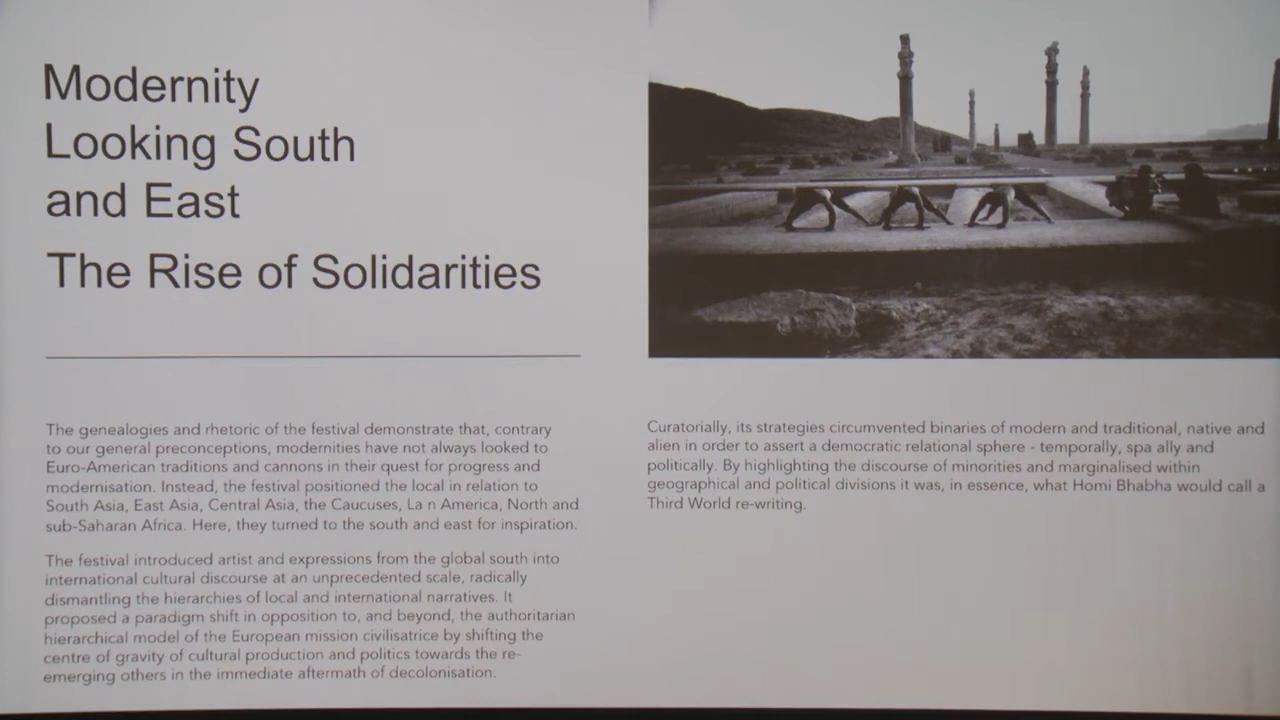 Modernity
Looking South
and East
The Rise of Solidarities
The genealogies and rhetoric of the festival demonstrate that, contrary
to our general preconceptions, modernities have not always looked to
Euro-American traditions and cannons in their quest for progress and
modernisation. Instead, the festival positioned the local in relation to
South Asia, East Asia, Central Asia, the Caucuses, La n America, North and
sub-Saharan Africa. Here, they turned to the south and east for inspiration.
The festival introduced artist and expressions from the global south into
international cultural discourse at an unprecedented scale, radically
dismantling the hierarchies of local and international narratives. It
proposed a paradigm shift in opposition to, and beyond, the authoritarian
hierarchical model of the European mission civilisatrice by shifting the
centre of gravity of cultural production and politics towards the re-
emerging others in the immediate aftermath of decolonisation.
Curatorially, its strategies circumvented binaries of modern and traditional, native and
alien in order to assert a democratic relational sphere - temporally, spa ally and
politically. By highlighting the discourse of minorities and marginalised within
geographical and political divisions it was, in essence, what Homi Bhabha would call a
Third World re-writing.